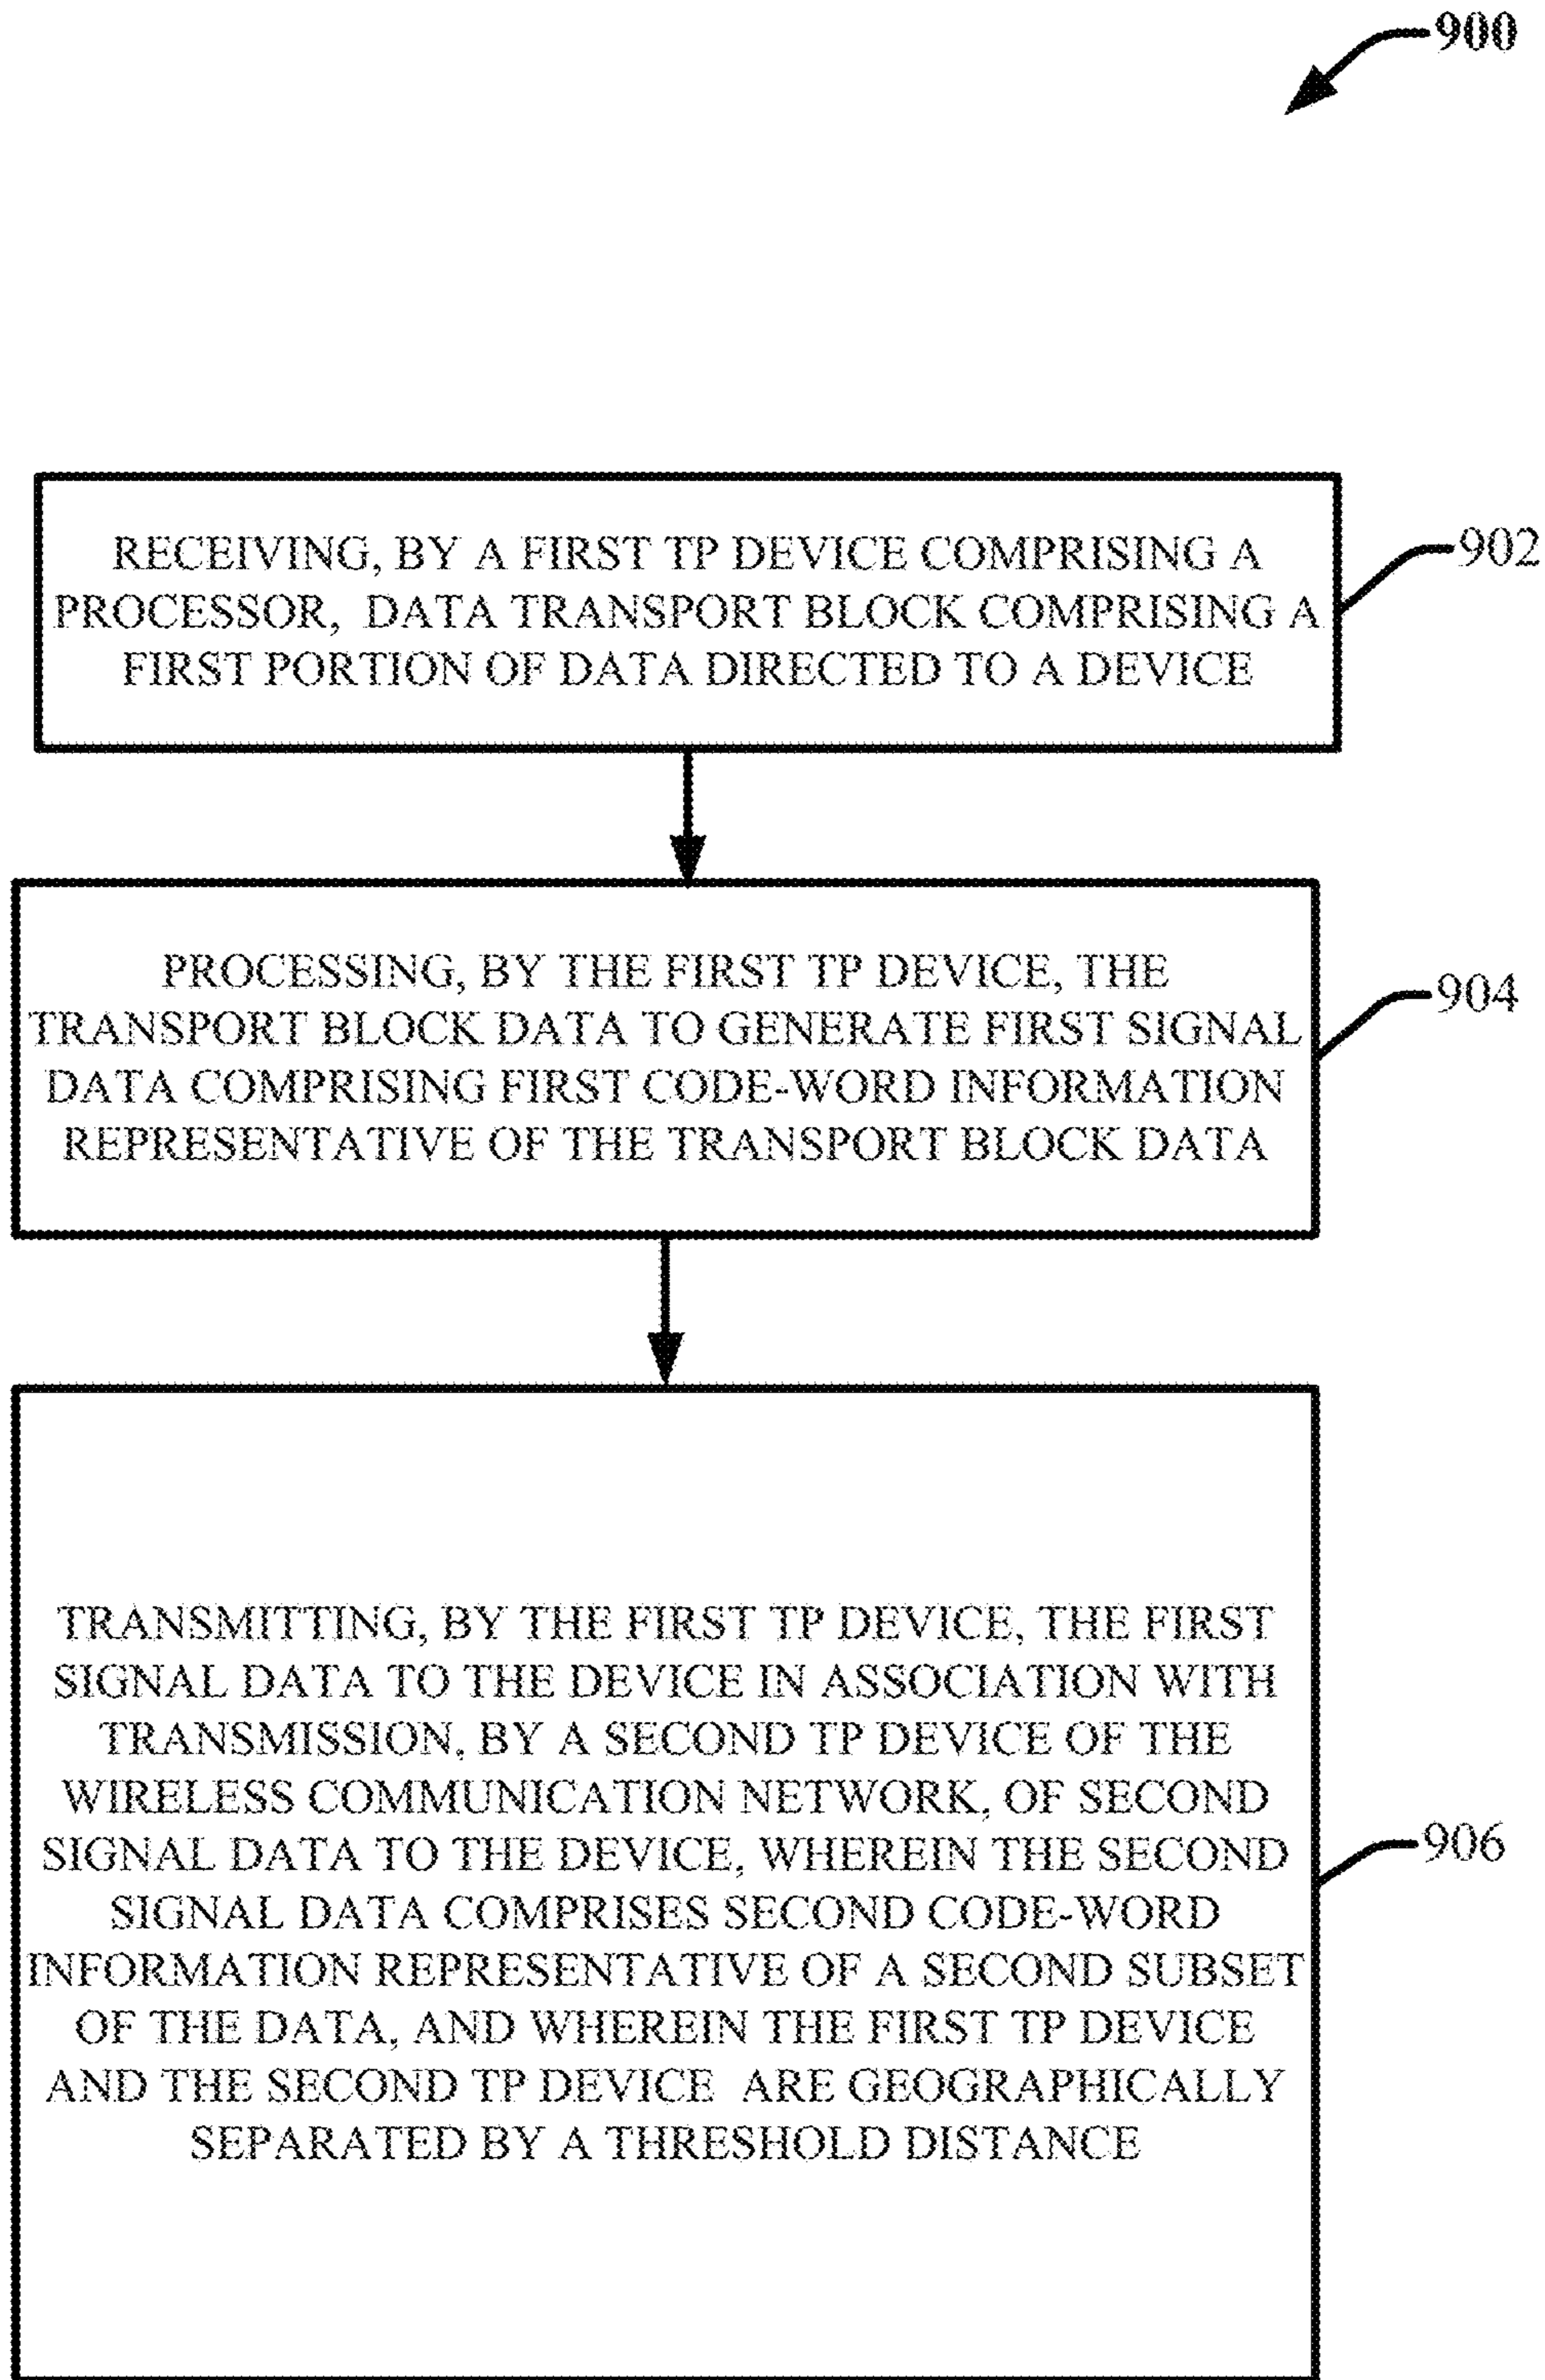 900
RECEIVING, BY A FIRST TP DEVICE COMPRISING A
PROCESSOR, DATA TRANSPORT BLOCK COMPRISING A
FIRST PORTION OF DATA DIRECTED TO A DEVICE
902
PROCESSING, BY THE FIRST TP DEVICE, THE
TRANSPORT BLOCK DATA TO GENERATE FIRST SIGNAL
DATA COMPRISING FIRST CODE-WORD INFORMATION
REPRESENTATIVE OF THE TRANSPORT BLOCK DATA
904
TRANSMITTING, BY THE FIRST TP DEVICE, THE FIRST
SIGNAL DATA TO THE DEVICE IN ASSOCIATION WITH
TRANSMISSION, BY A SECOND TP DEVICE OF THE
WIRELESS COMMUNICATION NETWORK, OF SECOND
SIGNAL DATA TO THE DEVICE, WHEREIN THE SECOND
SIGNAL DATA COMPRISES SECOND CODE-WORD
INFORMATION REPRESENTATIVE OF A SECOND SUBSET
OF THE DATA, AND WHEREIN THE FIRST TP DEVICE
AND THE SECOND TP DEVICE ARE GEOGRAPHICALLY
SEPARATED BY A THRESHOLD DISTANCE
906